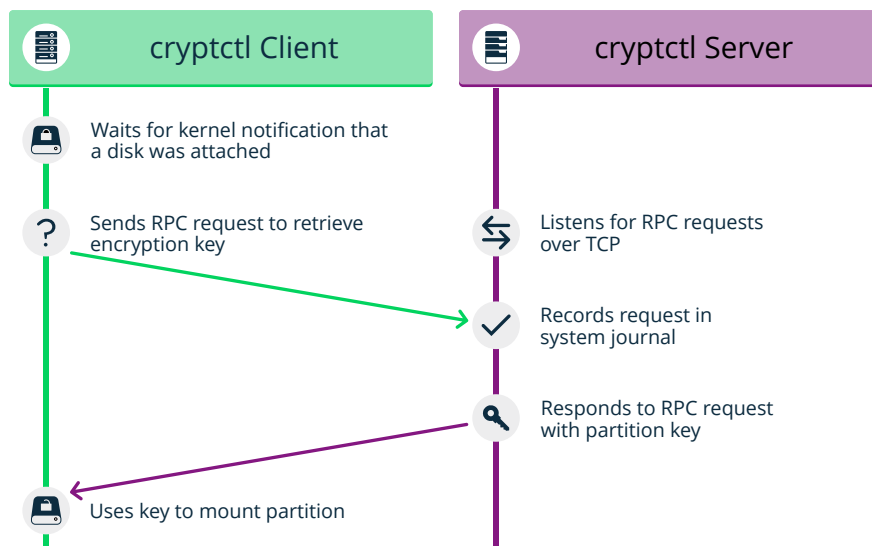 cryptctl Client
cryptctl Server
Waits for kernel notification that
a disk was attached
Sends RPC request to retrieve
encryption key
Listens for RPC requests
over TCP
Records request in
system journal
Responds to RPC request
with partition key
Uses key to mount partition